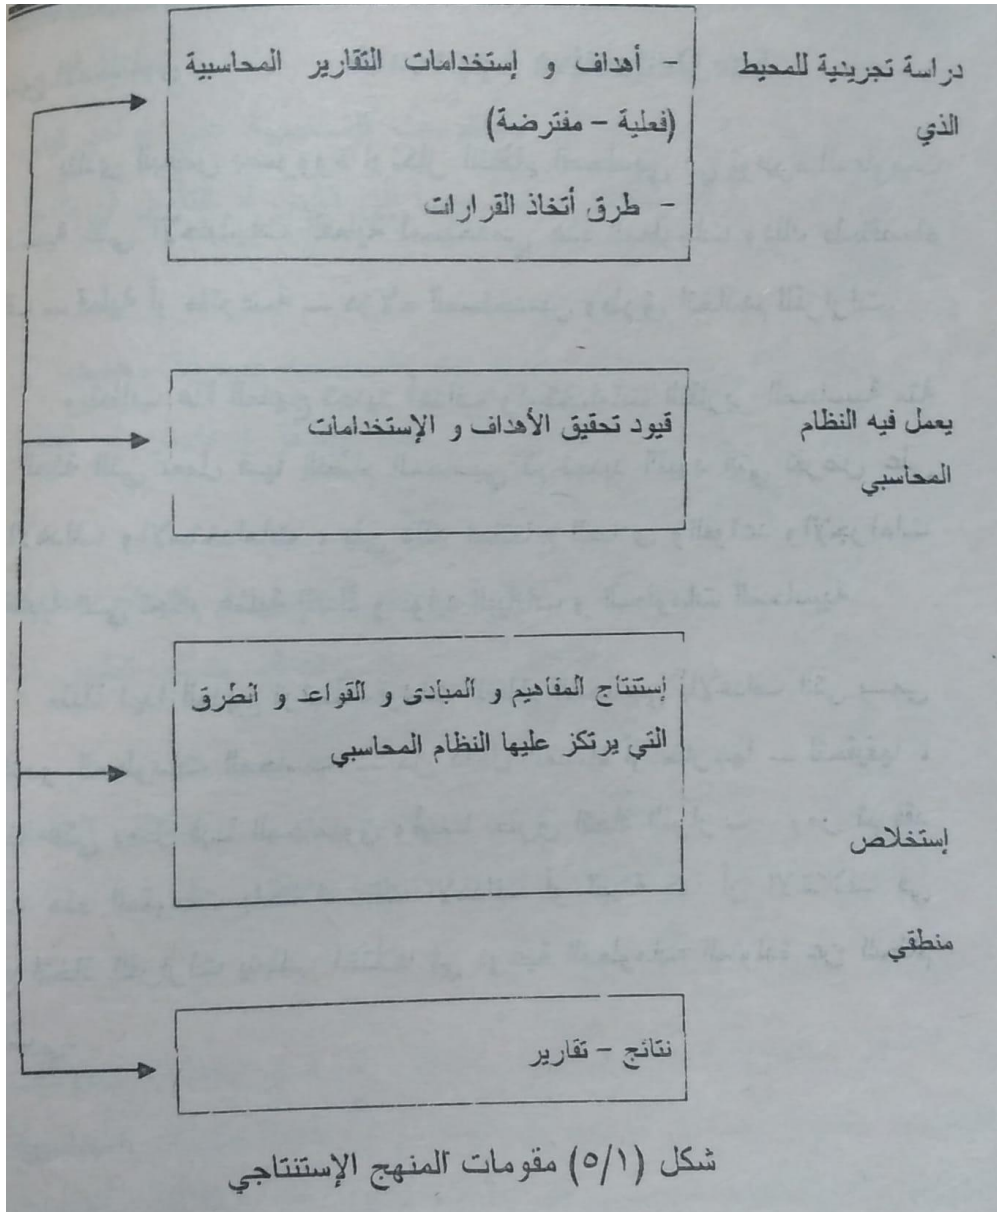 دراسة تجرينية للمحيط
الذي
- أهداف و إستخدامات التقارير المحاسبية
(فعلية - مفترضة)
- طرق أتخاذ القرارات
يعمل فيه النظام
المحاسبي
قيود تحقيق الأهداف و الإستخدامات
إستنتاج المفاهيم و المبادى و القواعد و الطرق
التي يرتكز عليها النظام المحاسبي
إستخلاص
منطقي
نتائج - تقارير
شكل (٥/١) مقومات المنهج الإستنتاجي